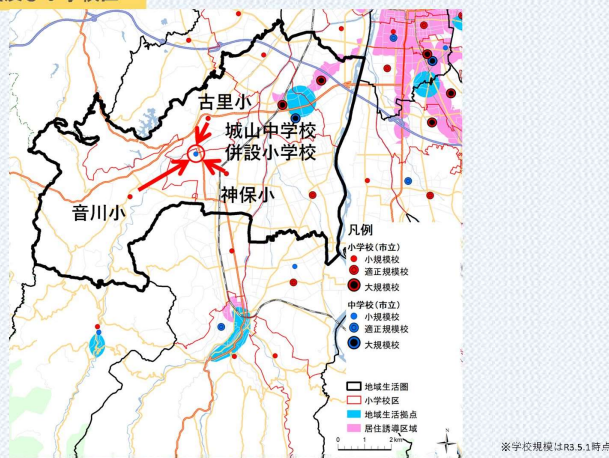 古里小
城山中学校
併設小学校
神保小
音川小
凡例
小学校(市立)
小規模校
適正規模校
大規模校
中学校(市立)
小規模校
適正規模校
大規模校
地域生活圏
小学校区
地域生活拠点
居住誘導区域
0 1 2km
※学校規模はR3.5.1時点